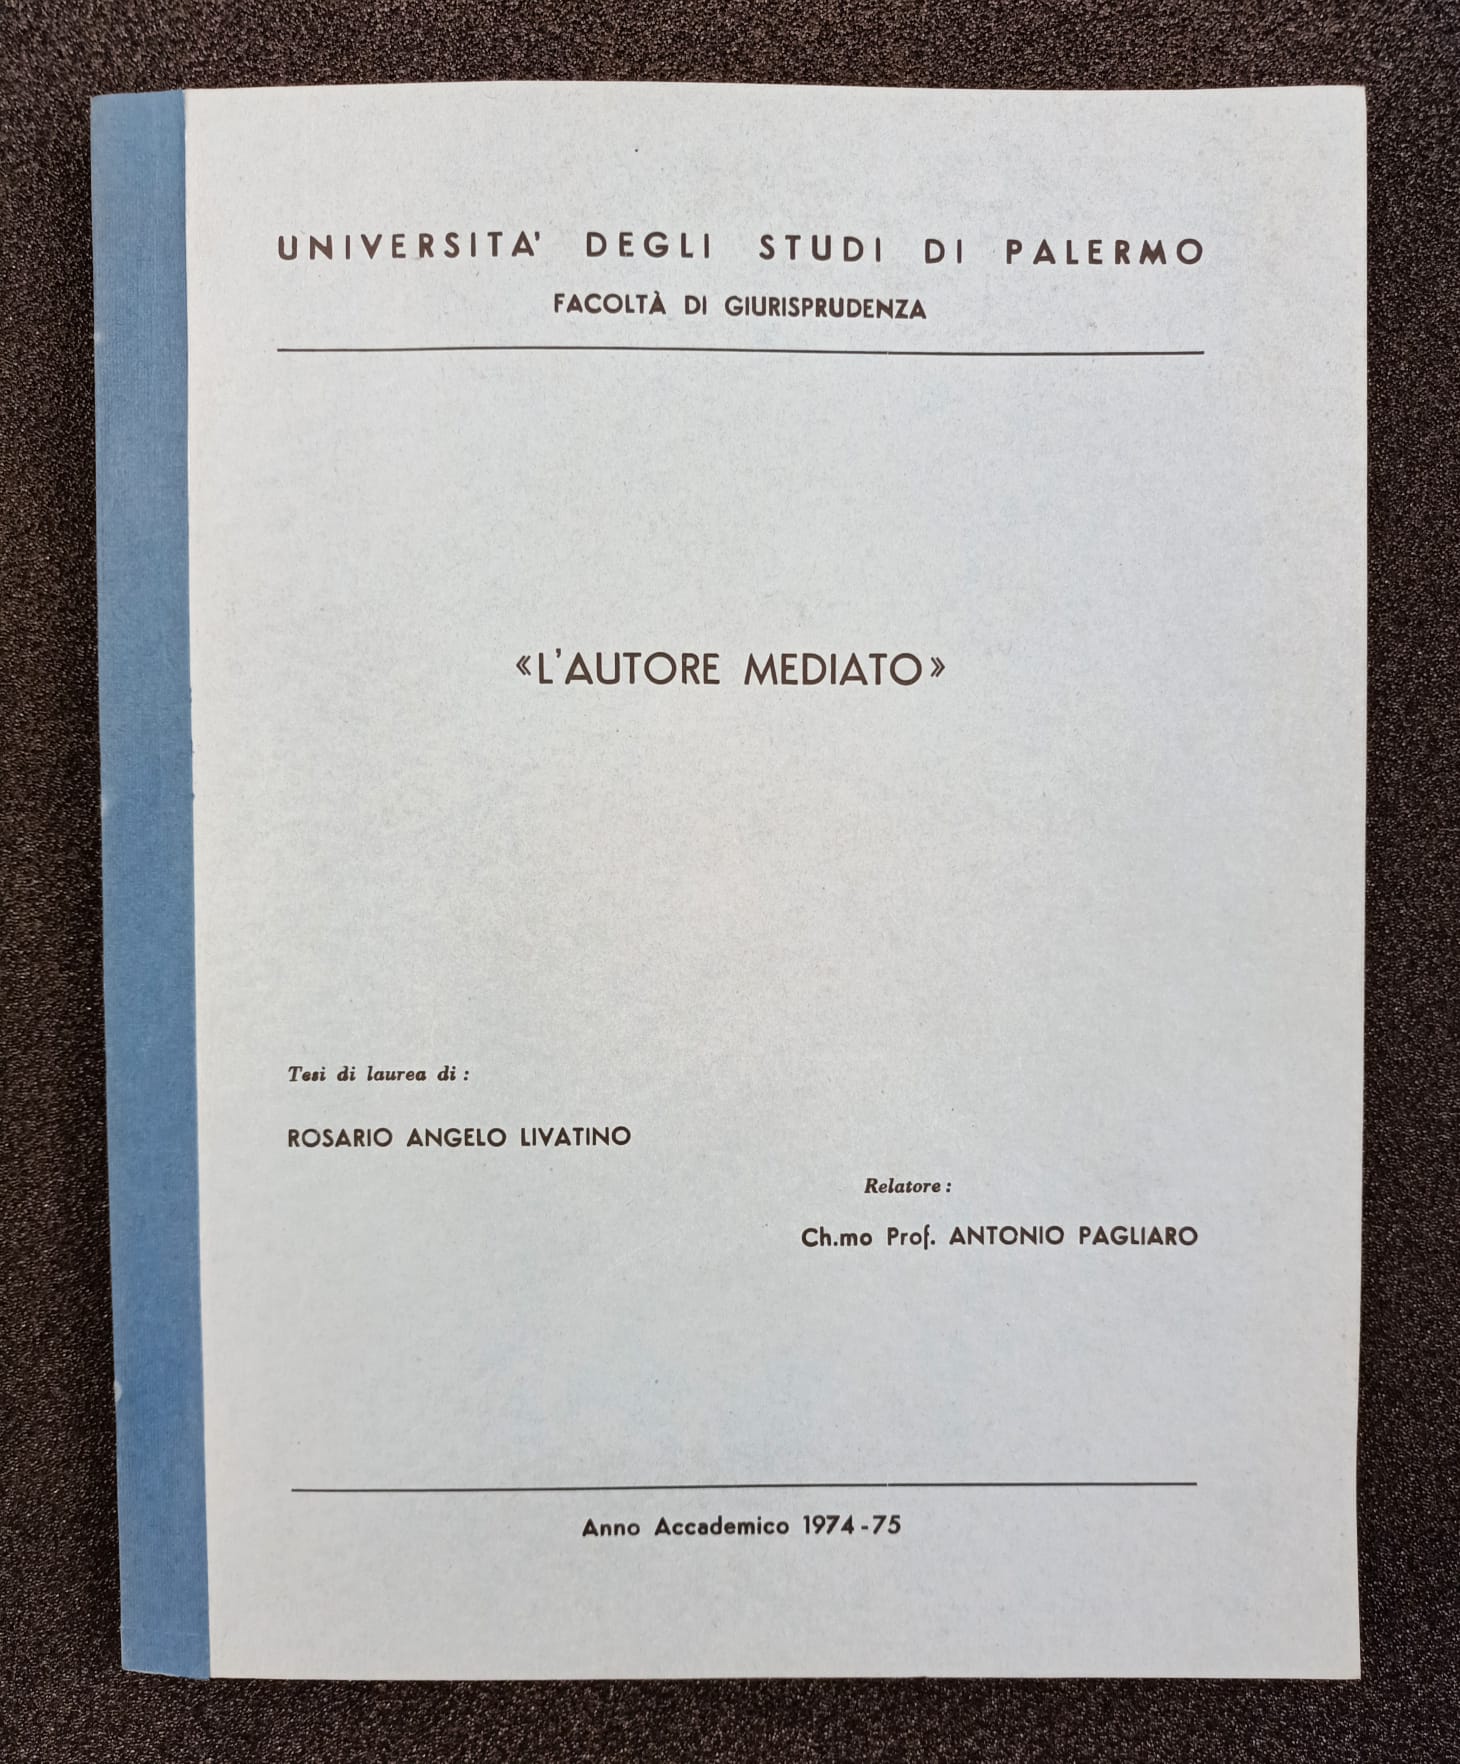 UNIVERSITA' DEGLI STUDI DI PALERMO
FACOLTÀ DI GIURISPRUDENZA
«L'AUTORE MEDIATO»
Tesi di laurea di :
ROSARIO ANGELO LIVATINO
Relatore :
Ch.mo Prof. ANTONIO PAGLIARO
Anno Accademico 1974-75